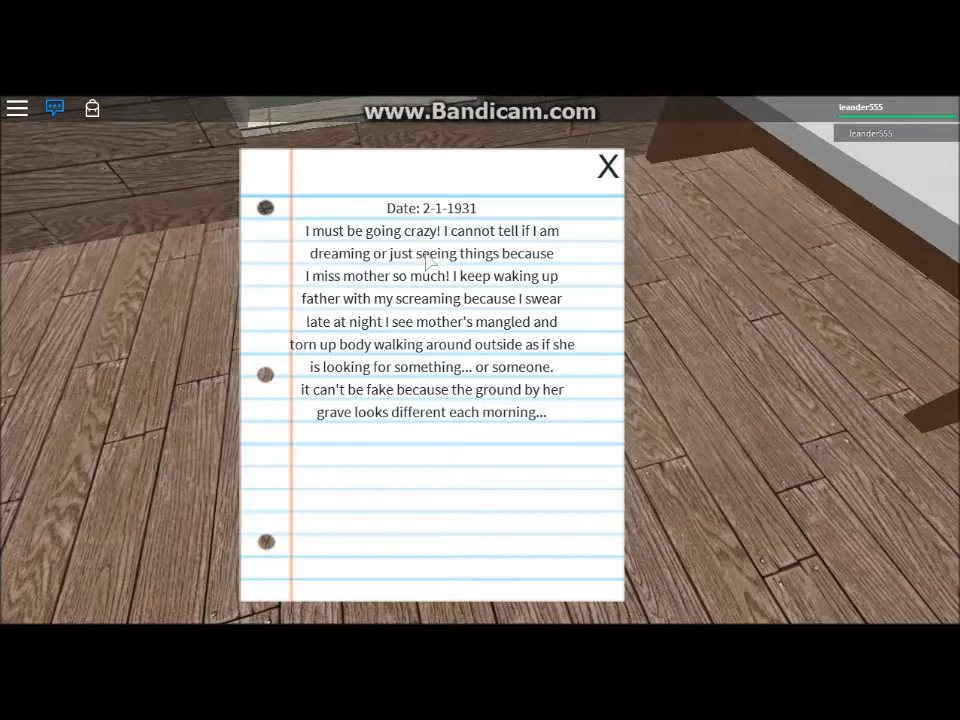 www.Bandicam.com
leander555
leander555
X
Date: 2-1-1931
I must be going crazy! I cannot tell if I am
dreaming or just seeing things because
I miss mother so much! I keep waking up
father with my screaming because I swear
late at night I see mother's mangled and
torn up body walking around outside as if she
is looking for something... or someone.
it can't be fake because the ground by her
grave looks different each morning...